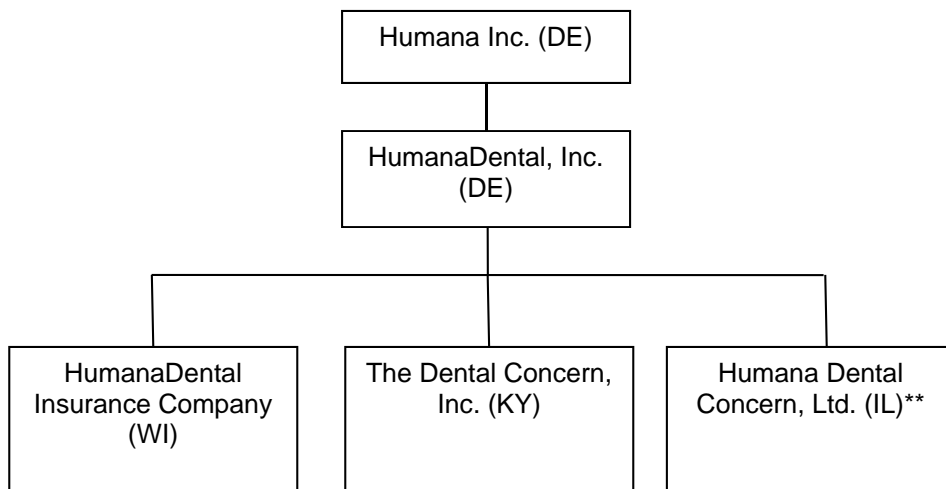 Humana Inc. (DE)
HumanaDental, Inc.
(DE)
HumanaDental
Insurance Company
(WI)
The Dental Concern,
Inc. (KY)
Humana Dental
Concern, Ltd. (IL)**